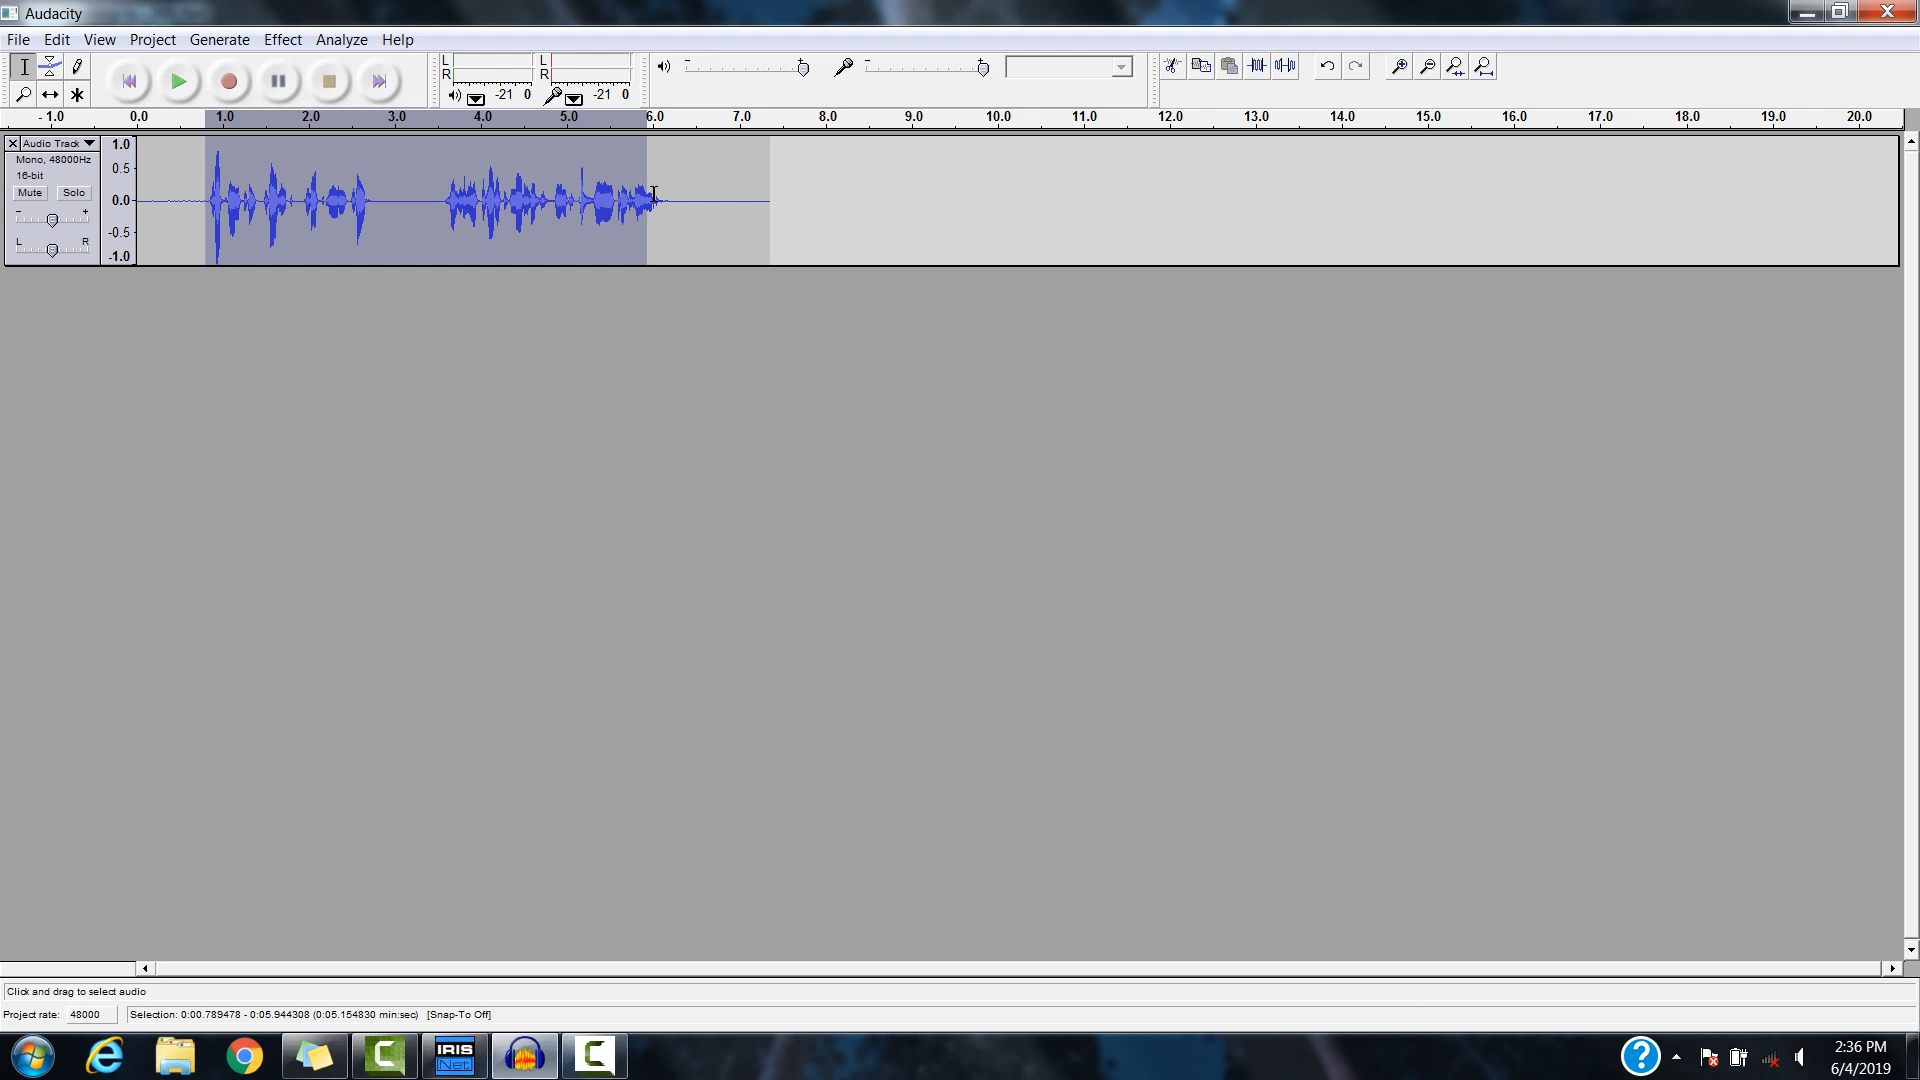 Audacity
File Edit View Project Generate Effect Analyze Help
L
R
-21 0
L
R
-21 0
- 1.0 0.0 1.0 2.0 3.0 4.0 5.0 6.0 7.0 8.0 9.0 10.0 11.0 12.0 13.0 14.0 15.0 16.0 17.0 18.0 19.0 20.0
Audio Track
Mono, 48000Hz
16-bit
Mute Solo
- +
L R
1.0
0.5
0.0
-0.5
-1.0
Click and drag to select audio
Project rate: 48000 Selection: 0:00.789478 - 0:05.944308 (0:05.154830 min:sec) [Snap-To Off]
IRIS
Net
2:36 PM
6/4/2019